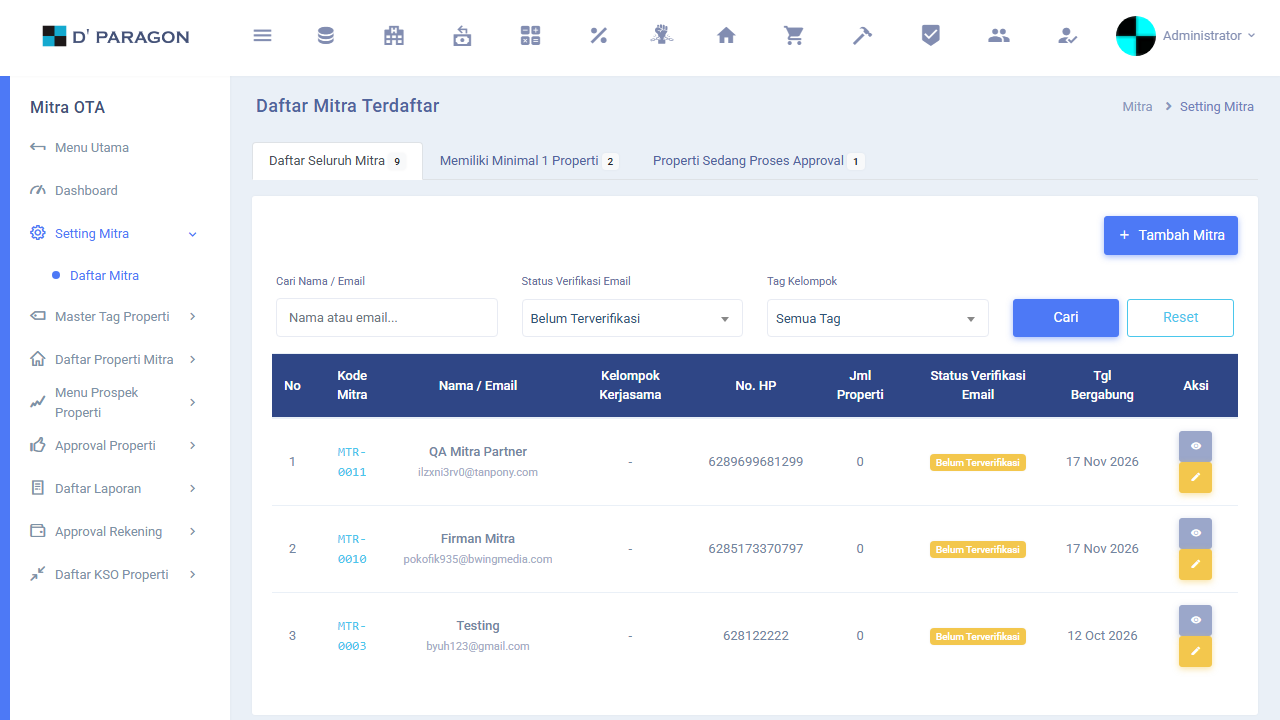 D' PARAGON
Administrator
Mitra OTA
Menu Utama
Dashboard
Setting Mitra
Daftar Mitra
Master Tag Properti
Daftar Properti Mitra
Menu Prospek
Properti
Approval Properti
Daftar Laporan
Approval Rekening
Daftar KSO Properti
Daftar Mitra Terdaftar
Mitra > Setting Mitra
Daftar Seluruh Mitra 9
Memiliki Minimal 1 Properti 2
Properti Sedang Proses Approval 1
+ Tambah Mitra
Cari Nama / Email
Status Verifikasi Email
Tag Kelompok
Nama atau email...
Belum Terverifikasi
Semua Tag
Cari
Reset
No
Kode
Mitra
Nama / Email
Kelompok
Kerjasama
No. HP
Jml
Properti
Status Verifikasi
Email
Tgl
Bergabung
Aksi
1
MTR-
0011
QA Mitra Partner
ilzxni3rv0@tanpony.com
-
6289699681299
0
Belum Terverifikasi
17 Nov 2026
2
MTR-
0010
Firman Mitra
pokofik935@bwingmedia.com
-
6285173370797
0
Belum Terverifikasi
17 Nov 2026
3
MTR-
0003
Testing
byuh123@gmail.com
-
628122222
0
Belum Terverifikasi
12 Oct 2026